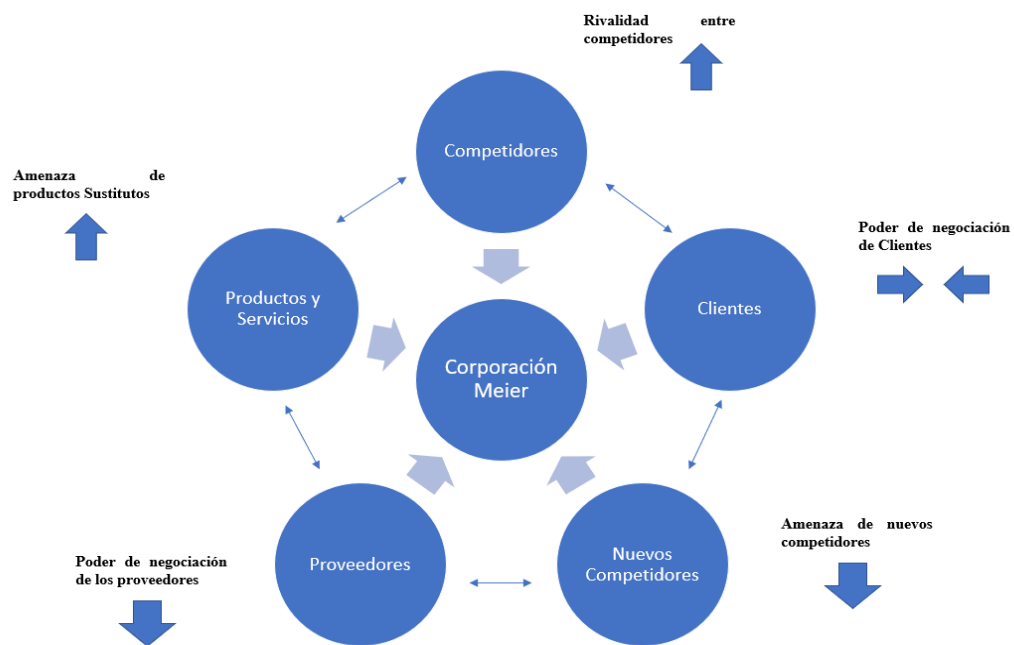 Rivalidad entre
competidores
Competidores
Amenaza de
productos Sustitutos
Poder de negociación
de Clientes
Productos y
Servicios
Clientes
Corporación
Meier
Amenaza de nuevos
competidores
Poder de negociación
de los proveedores
Proveedores
Nuevos
Competidores